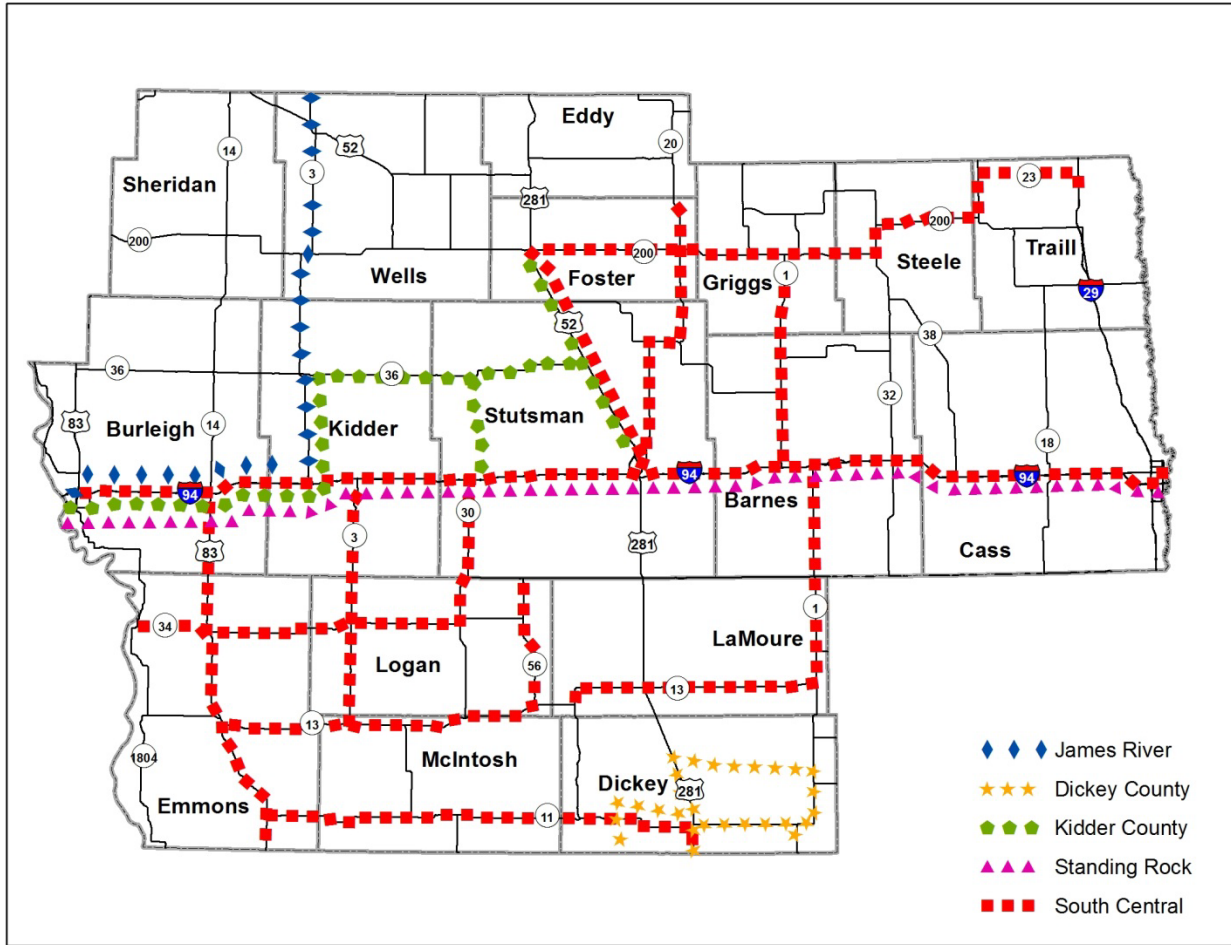 Eddy
20
14
52
3
Sheridan
23
281
200
200
200
Traill
Steele
Wells
Foster
Griggs
1
29
52
38
36
36
32
83
14
Burleigh
Kidder
Stutsman
18
94
94
94
Barnes
30
3
281
83
Cass
1
34
LaMoure
Logan
56
13
13
1804
McIntosh
Dickey
281
Emmons
11
James River
Dickey County
Kidder County
Standing Rock
South Central